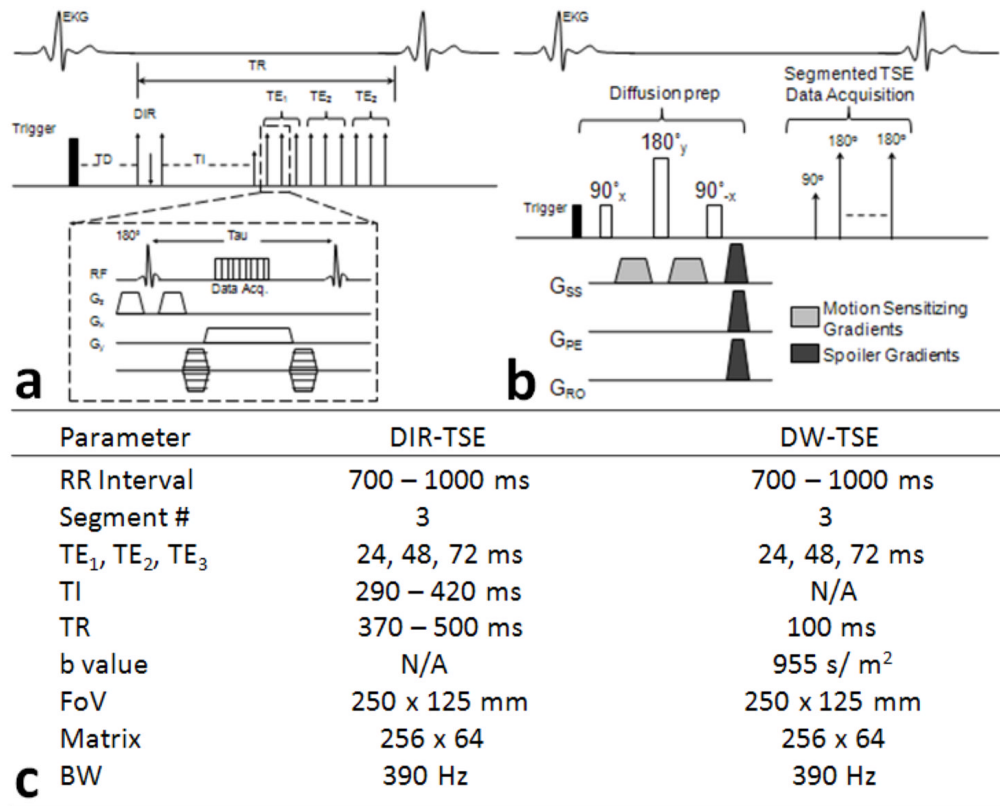 EKG
TR
TE₁ TE₂ TE₂
DIR
Trigger
TD TI
180° Tau
RF
Data Acq.
Gz
Gx
Gy
a
EKG
Segmented TSE
Data Acquisition
Diffusion prep
180°y 180° 180°
90°x 90°-x 90°
Trigger
GSS
GPE
GRO
Motion Sensitizing
Gradients
Spoiler Gradients
b
Parameter DIR-TSE DW-TSE
RR Interval 700 – 1000 ms 700 – 1000 ms
Segment # 3 3
TE₁, TE₂, TE₃ 24, 48, 72 ms 24, 48, 72 ms
TI 290 – 420 ms N/A
TR 370 – 500 ms 100 ms
b value N/A 955 s/ m²
FoV 250 x 125 mm 250 x 125 mm
Matrix 256 x 64 256 x 64
BW 390 Hz 390 Hz
c